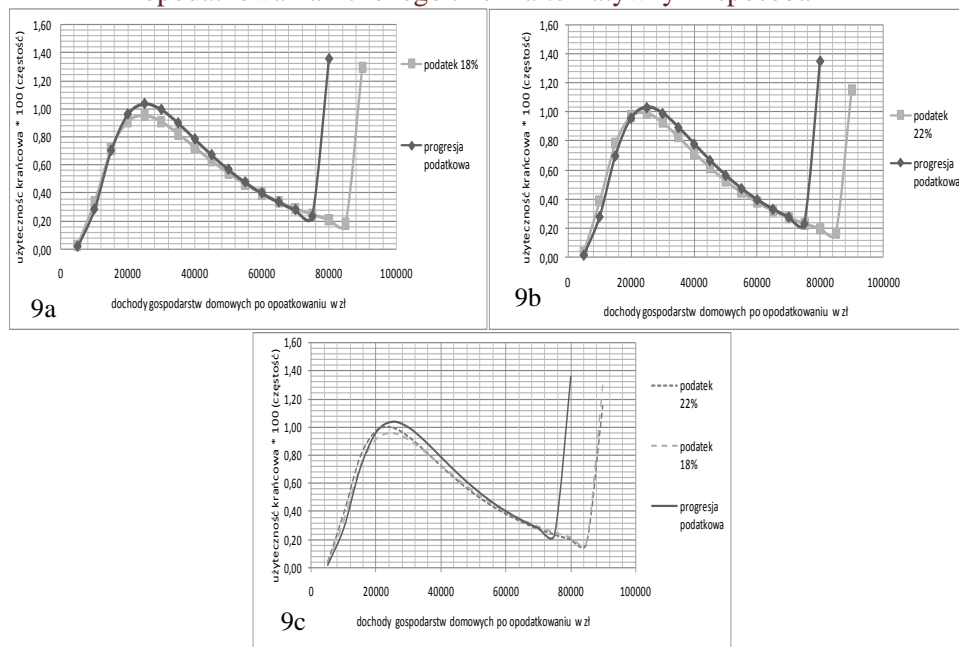 1,60
1,40
1,20
1,00
0,80
0,60
0,40
0,20
0,00
użyteczność krańcowa * 100 (częstość)
0
20000
40000
60000
80000
100000
dochody gospodarstw domowych po opoatkowaniu w zł
podatek 18%
progresja
podatkowa
9a
1,60
1,40
1,20
1,00
0,80
0,60
0,40
0,20
0,00
użyteczność krańcowa * 100 (częstość)
0
20000
40000
60000
80000
100000
dochody gospodarstw domowych po opodatkowaniu w zł
podatek
22%
progresja
podatkowa
9b
1,60
1,40
1,20
1,00
0,80
0,60
0,40
0,20
0,00
użyteczność krańcowa * 100 (częstość)
0
20000
40000
60000
80000
100000
dochody gospodarstw domowych po opodatkowaniu w zł
podatek
22%
podatek
18%
progresja
podatkowa
9c